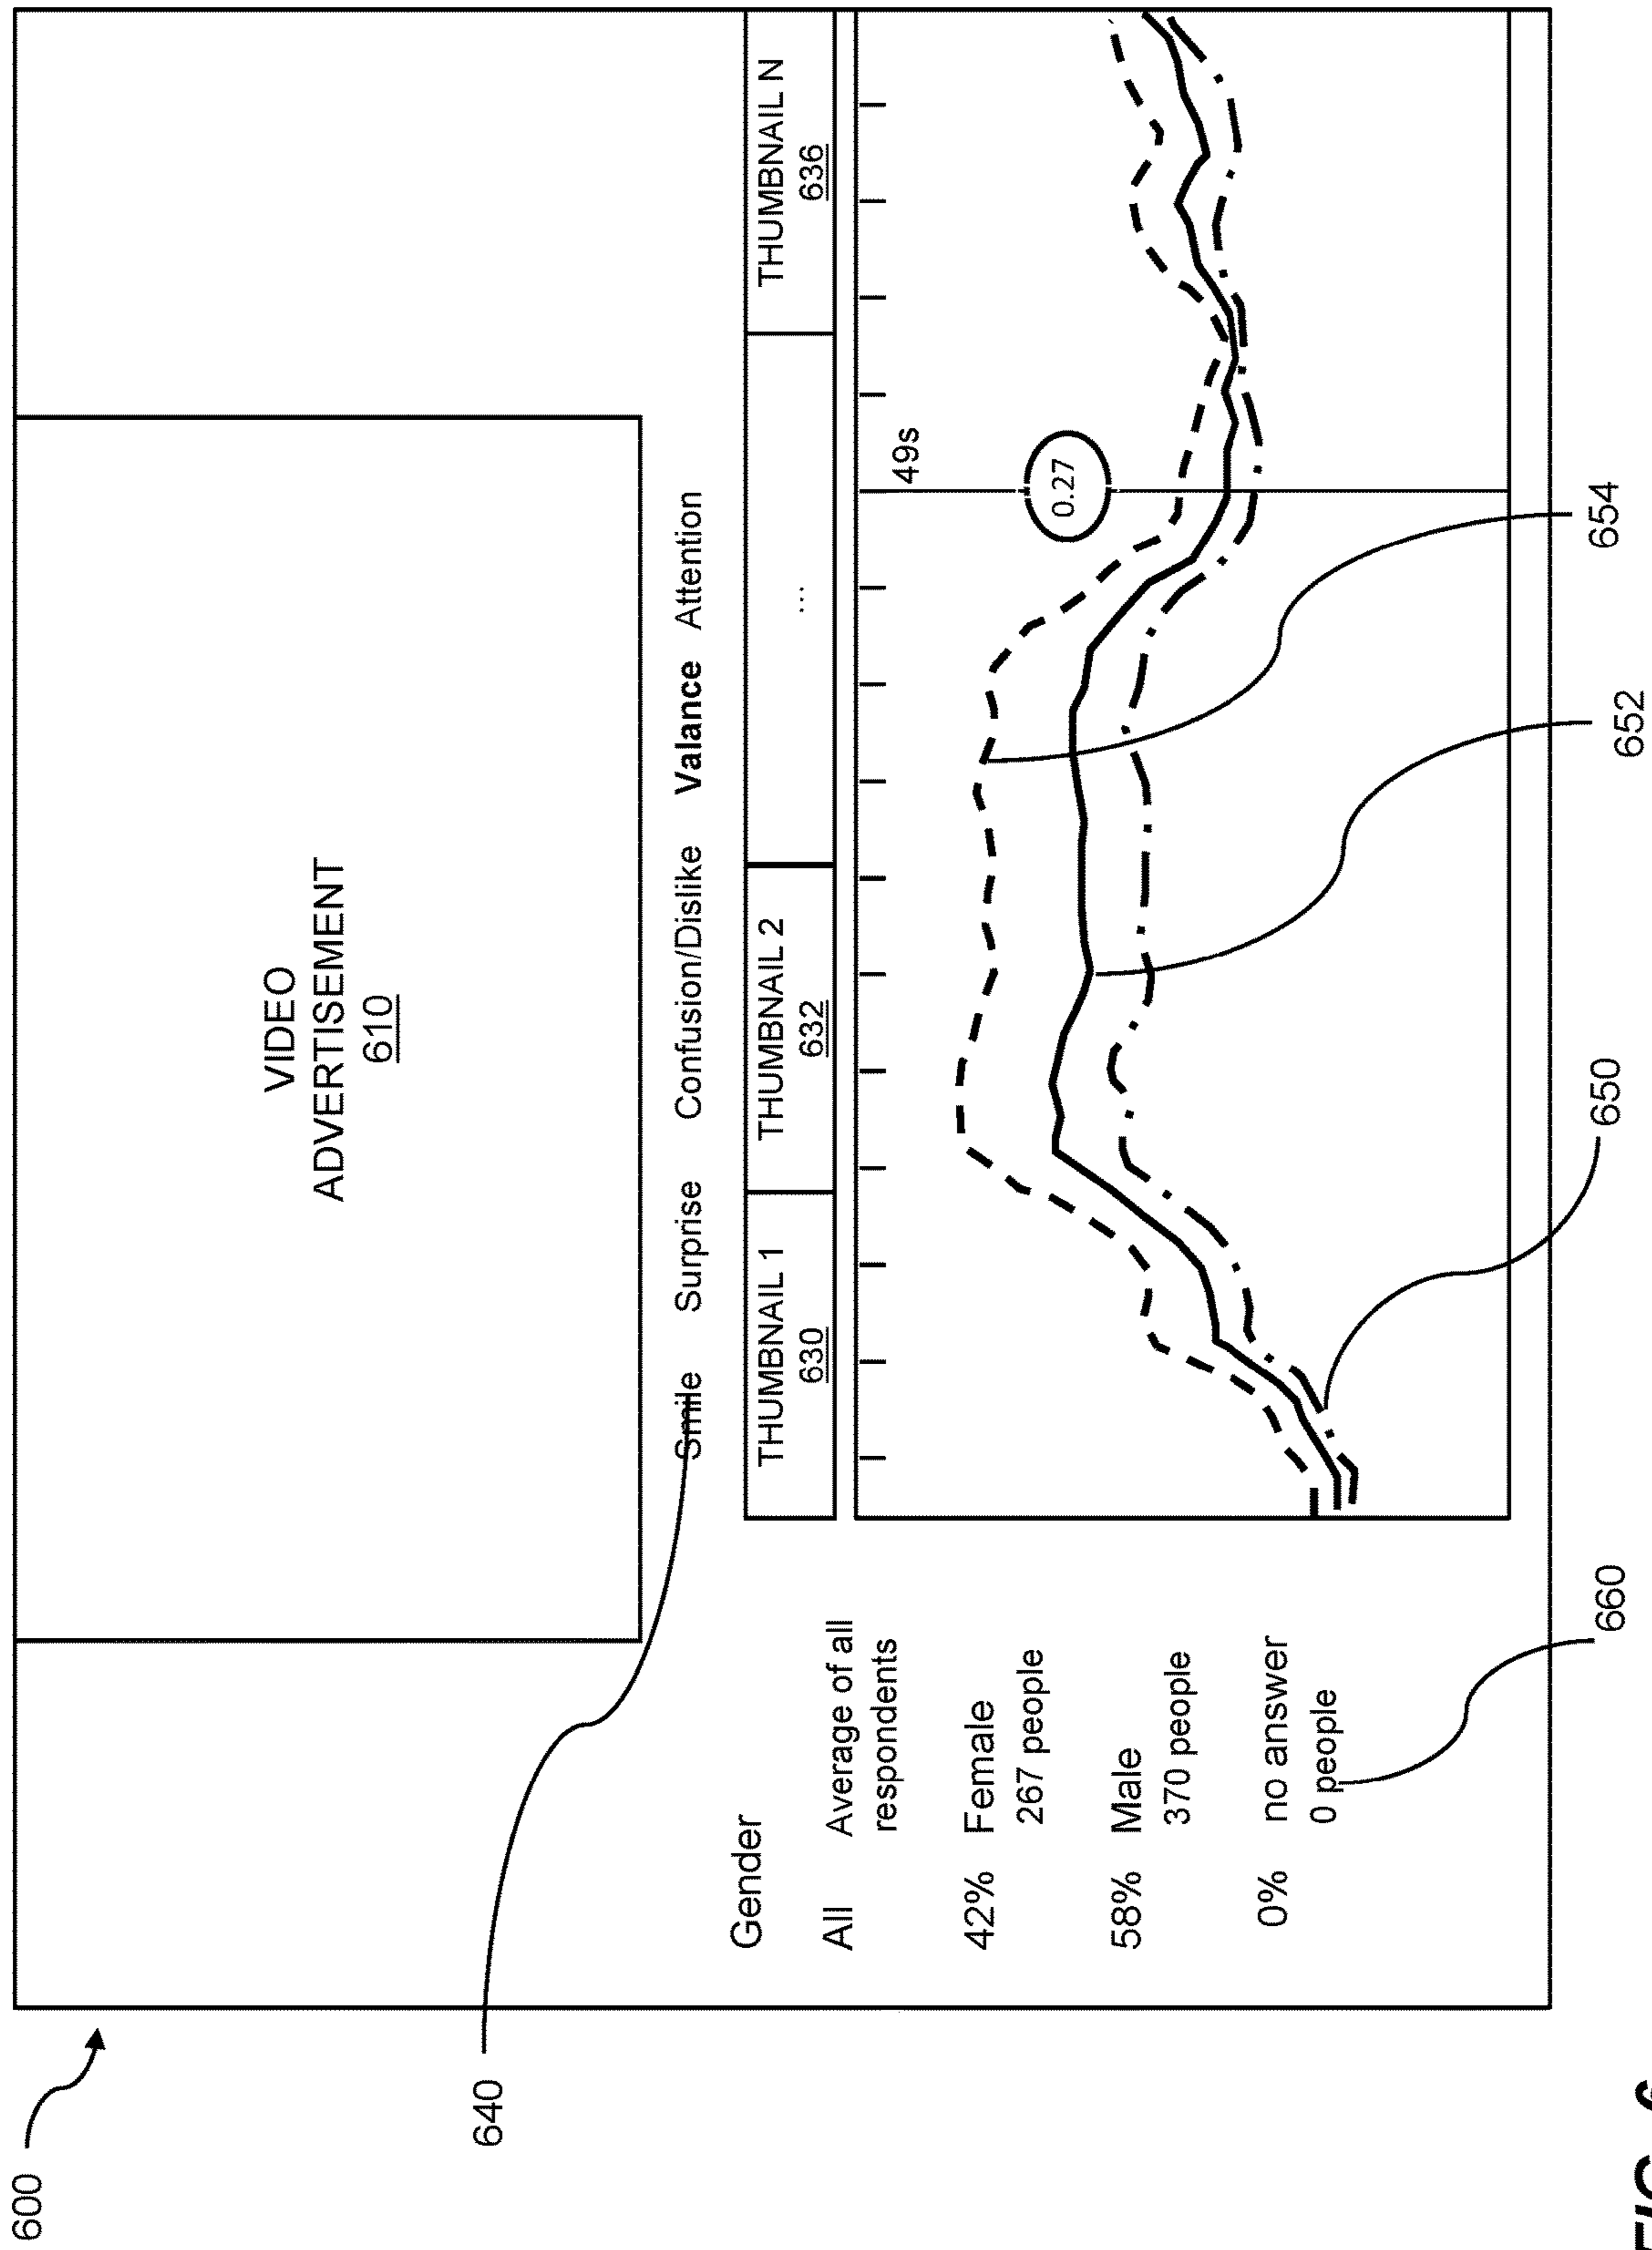 600
VIDEO
ADVERTISEMENT
610
640
Smile Surprise Confusion/Dislike Valance Attention
Gender
THUMBNAIL 1
630
THUMBNAIL 2
632
...
THUMBNAIL N
636
All Average of all
respondents
49s
42% Female
267 people
0.27
58% Male
370 people
0% no answer
0 people
660
650
652
654
FIG. 6